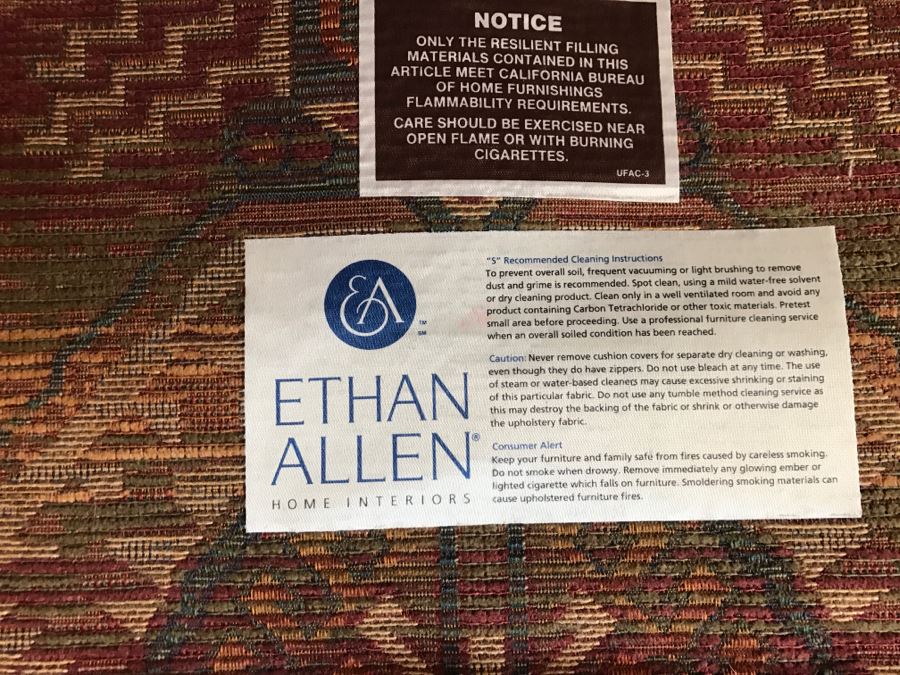 NOTICE
ONLY THE RESILIENT FILLING
MATERIALS CONTAINED IN THIS
ARTICLE MEET CALIFORNIA BUREAU
OF HOME FURNISHINGS
FLAMMABILITY REQUIREMENTS.
CARE SHOULD BE EXERCISED NEAR
OPEN FLAME OR WITH BURNING
CIGARETTES.
UFAC-3
EA
TM
SM
ETHAN
ALLEN®
HOME INTERIORS
"S" Recommended Cleaning Instructions
To prevent overall soil, frequent vacuuming or light brushing to remove
dust and grime is recommended. Spot clean, using a mild water-free solvent
or dry cleaning product. Clean only in a well ventilated room and avoid any
product containing Carbon Tetrachloride or other toxic materials. Pretest
small area before proceeding. Use a professional furniture cleaning service
when an overall soiled condition has been reached.
Caution: Never remove cushion covers for separate dry cleaning or washing,
even though they do have zippers. Do not use bleach at any time. The use
of steam or water-based cleaners may cause excessive shrinking or staining
of this particular fabric. Do not use any tumble method cleaning service as
this may destroy the backing of the fabric or shrink or otherwise damage
the upholstery fabric.
Consumer Alert
Keep your furniture and family safe from fires caused by careless smoking.
Do not smoke when drowsy. Remove immediately any glowing ember or
lighted cigarette which falls on furniture. Smoldering smoking materials can
cause upholstered furniture fires.